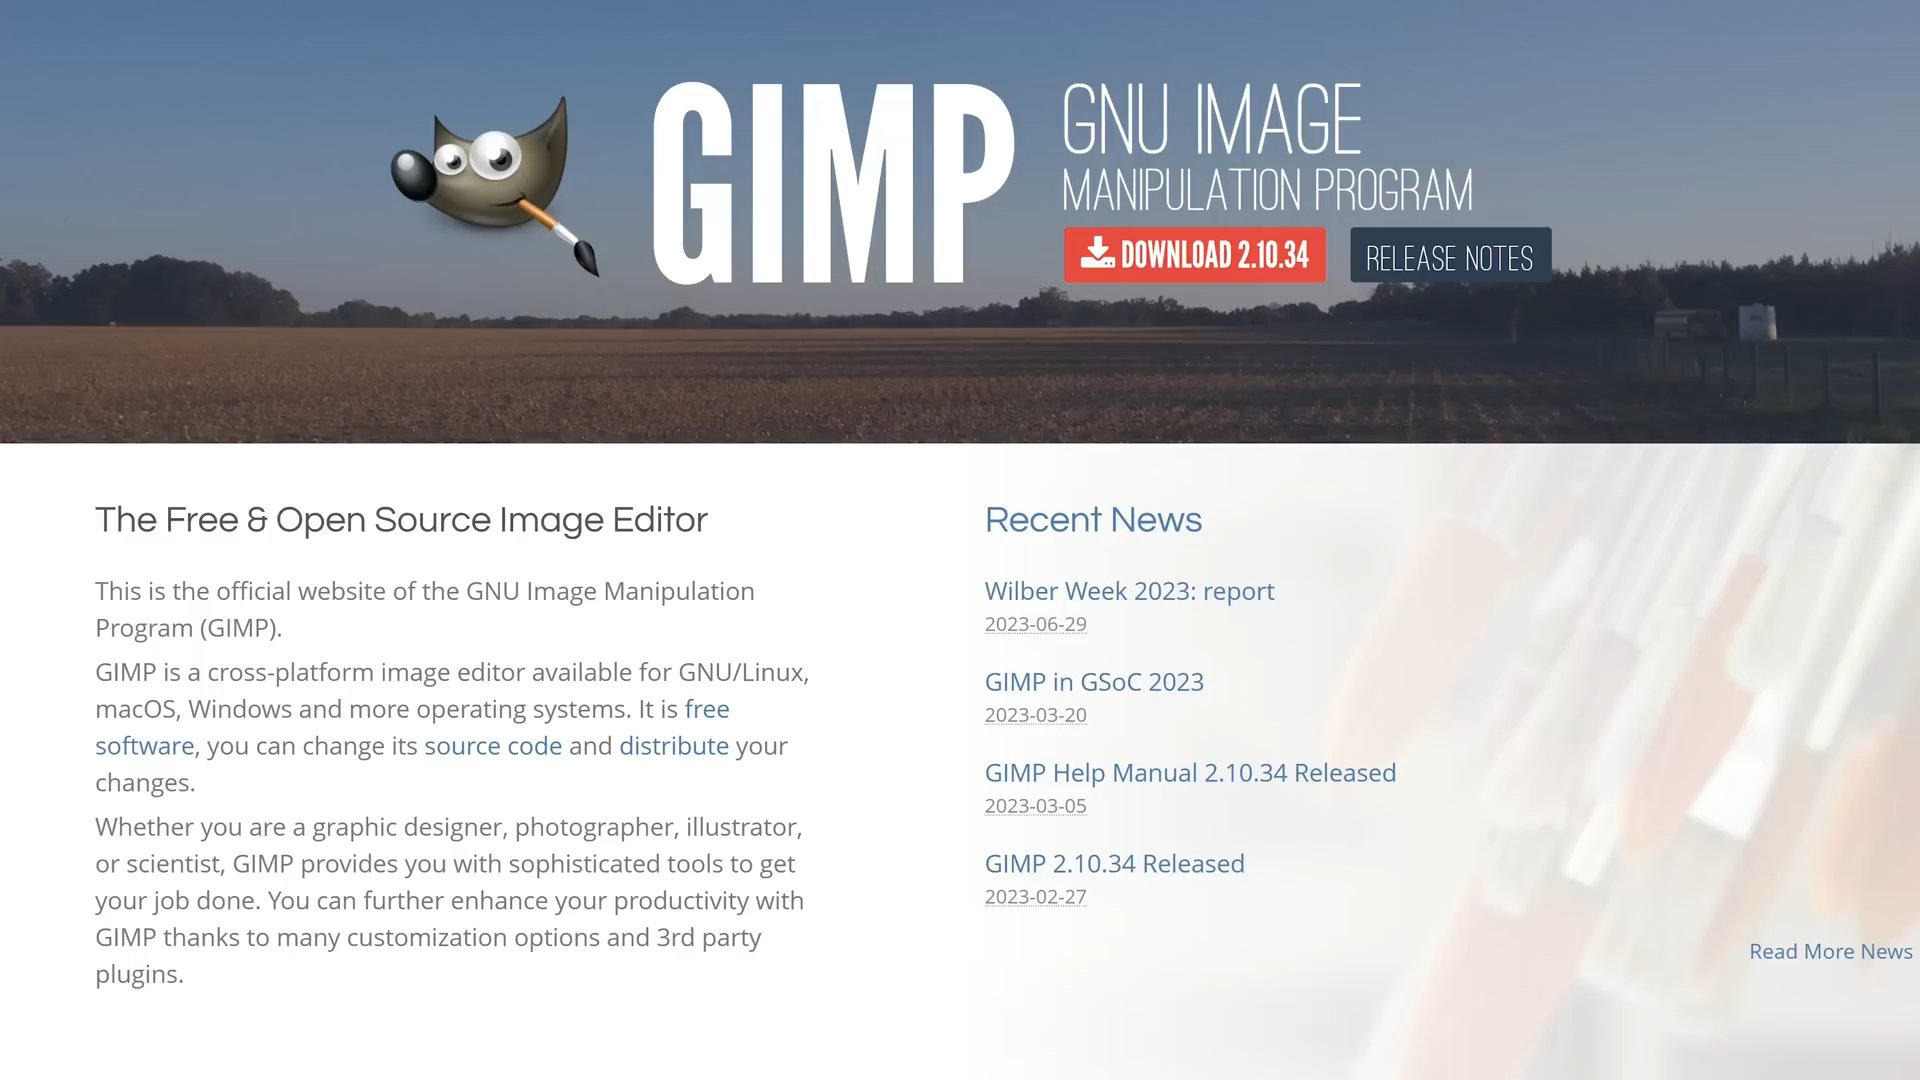 GIMP
GNU IMAGE
MANIPULATION PROGRAM
DOWNLOAD 2.10.34
RELEASE NOTES
The Free & Open Source Image Editor
This is the official website of the GNU Image Manipulation
Program (GIMP).
GIMP is a cross-platform image editor available for GNU/Linux,
macOS, Windows and more operating systems. It is free
software, you can change its source code and distribute your
changes.
Whether you are a graphic designer, photographer, illustrator,
or scientist, GIMP provides you with sophisticated tools to get
your job done. You can further enhance your productivity with
GIMP thanks to many customization options and 3rd party
plugins.
Recent News
Wilber Week 2023: report
2023-06-29
GIMP in GSoC 2023
2023-03-20
GIMP Help Manual 2.10.34 Released
2023-03-05
GIMP 2.10.34 Released
2023-02-27
Read More News